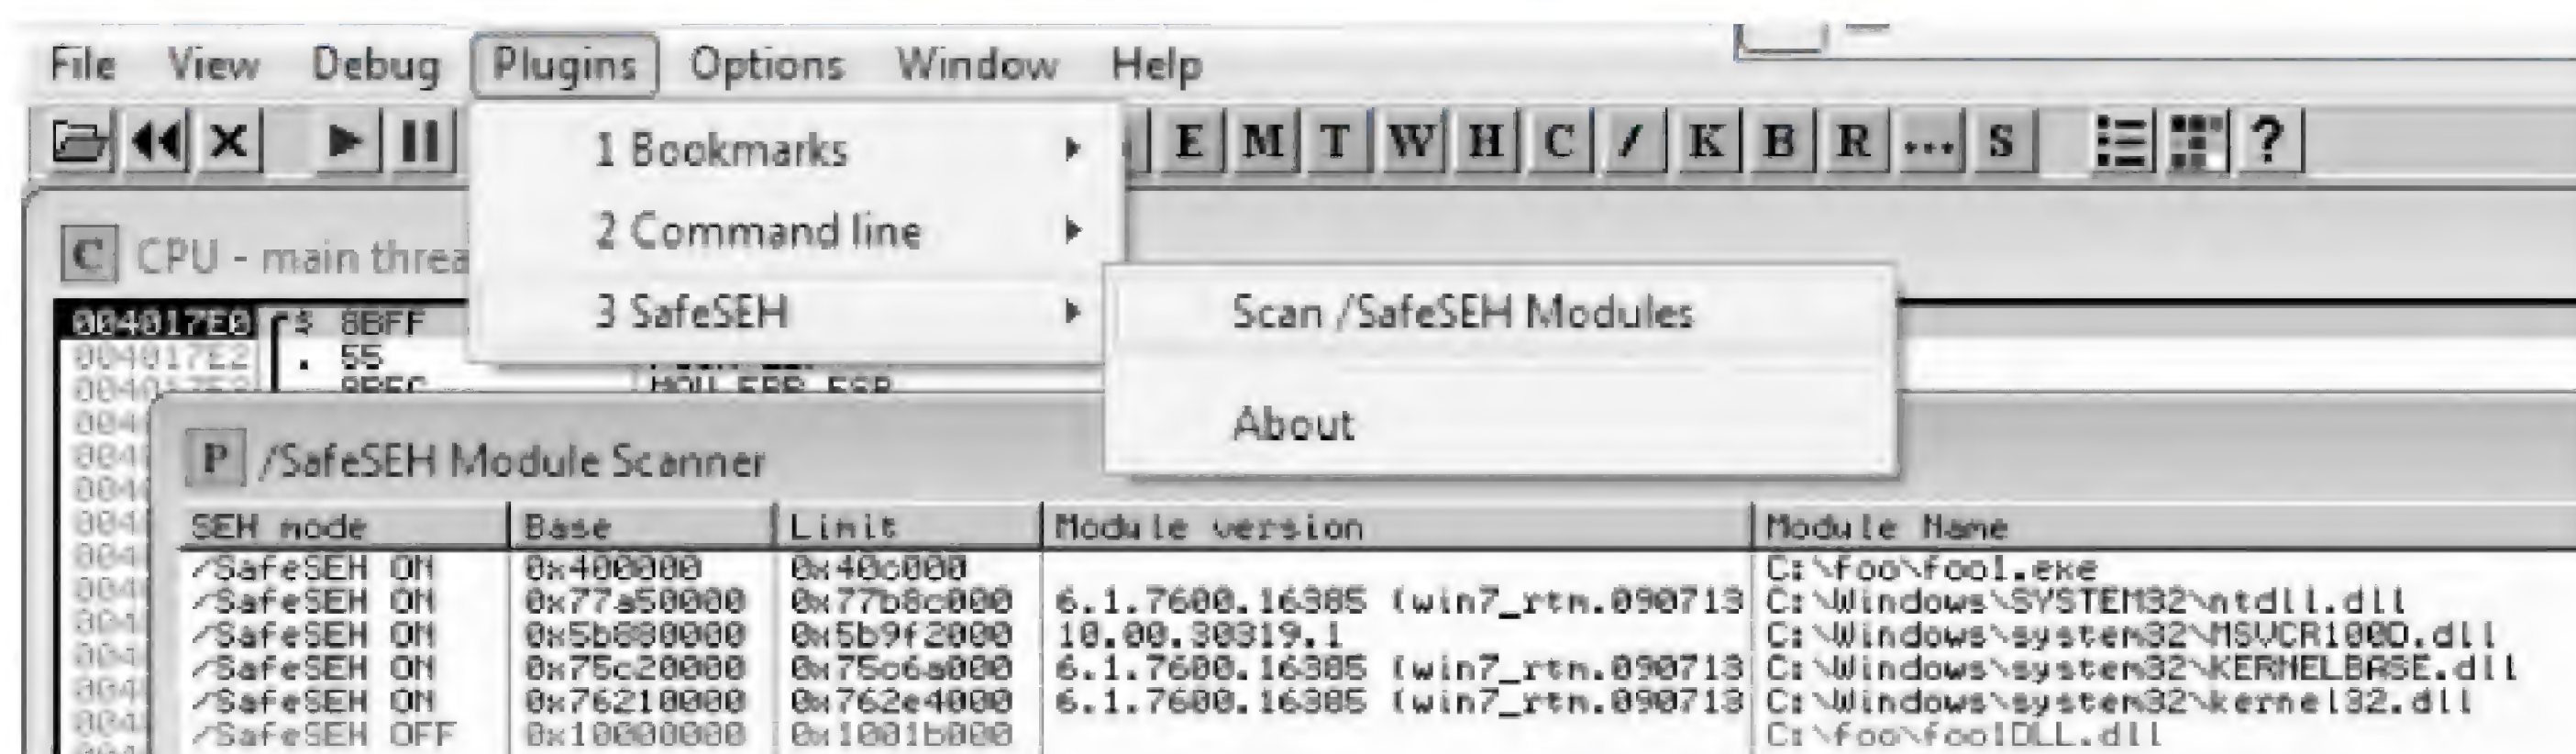 File View Debug Plugins Options Window Help
E M T W H C / K B R ... S ?
1 Bookmarks
2 Command line
3 SafeSEH
Scan /SafeSEH Modules
About
C CPU - main threa
004017E0 $ 8BFF
004017E2 . 55
8BEC MOV EBP,ESP
P /SafeSEH Module Scanner
SEH mode Base Limit Module version Module Name
/SafeSEH ON 0x400000 0x40c000 C:\foo\foo1.exe
/SafeSEH ON 0x77a50000 0x77b8c000 6.1.7600.16385 (win7_rtm.090713 C:\Windows\SYSTEM32\ntdll.dll
/SafeSEH ON 0x5b880000 0x5b9f2000 10.00.30319.1 C:\Windows\system32\MSVCR100D.dll
/SafeSEH ON 0x75c20000 0x75c6a000 6.1.7600.16385 (win7_rtm.090713 C:\Windows\system32\KERNELBASE.dll
/SafeSEH ON 0x76210000 0x762e4000 6.1.7600.16385 (win7_rtm.090713 C:\Windows\system32\kernel32.dll
/SafeSEH OFF 0x10000000 0x1001b000 C:\foo\foo1DLL.dll